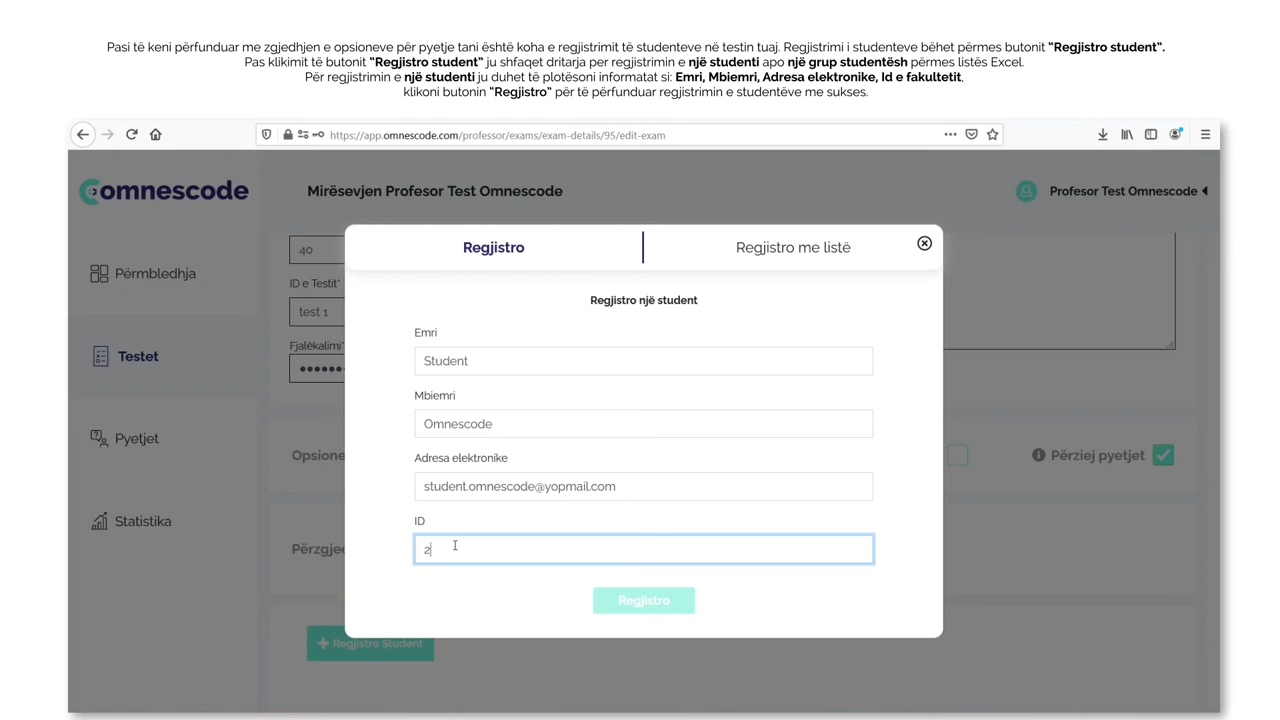 Pasi të keni përfunduar me zgjedhjen e opsioneve për pyetje tani është koha e regjistrimit të studenteve në testin tuaj. Regjistrimi i studenteve bëhet përmes butonit "Regjistro student".
Pas klikimit të butonit "Regjistro student" ju shfaqet dritarja per regjistrimin e një studenti apo një grup studentësh përmes listës Excel.
Për regjistrimin e një studenti ju duhet të plotësoni informatat si: Emri, Mbiemri, Adresa elektronike, Id e fakultetit,
klikoni butonin "Regjistro" për të përfunduar regjistrimin e studentëve me sukses.
https://app.omnescode.com/professor/exams/exam-details/95/edit-exam
omnescode
Mirësevjen Profesor Test Omnescode
Profesor Test Omnescode
Regjistro
Regjistro me listë
Përmbledhja
Testet
Pyetjet
Statistika
40
ID e Testit*
test 1
Fjalëkalimi*
Regjistro një student
Emri
Student
Mbiemri
Omnescode
Adresa elektronike
student.omnescode@yopmail.com
ID
2
Regjistro
Opsione
Përziej pyetjet
Përzgjed
+ Regjistro Student